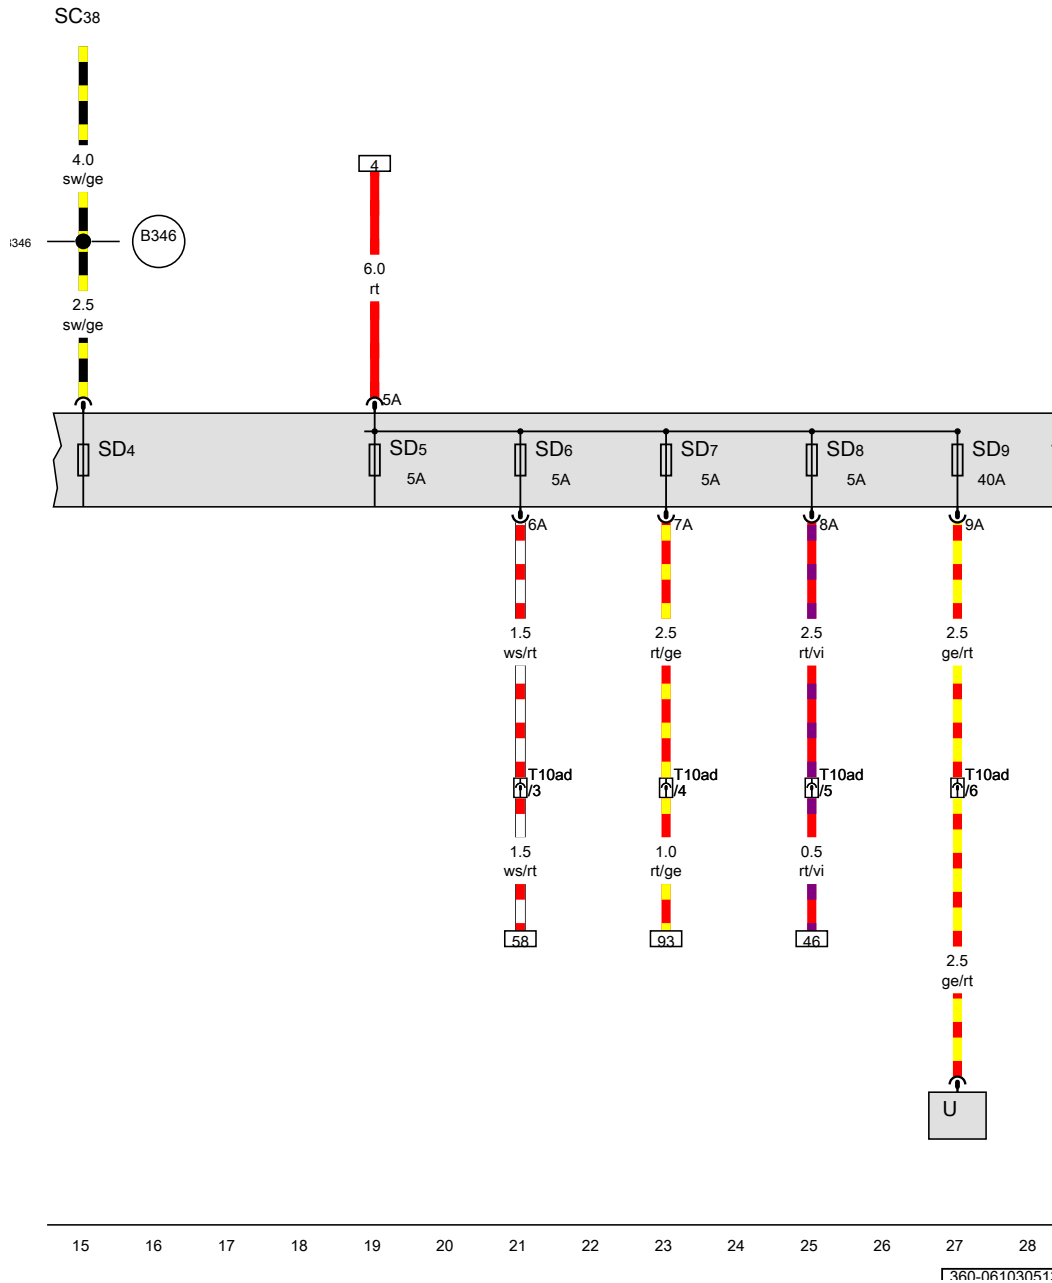 SC38
4.0
sw/ge
B346
2.5
sw/ge
4
6.0
rt
5A
SD4
SD5
5A
SD6
5A
SD7
5A
SD8
5A
SD9
40A
6A
7A
8A
9A
1.5
ws/rt
2.5
rt/ge
2.5
rt/vi
2.5
ge/rt
T10ad
/3
T10ad
/4
T10ad
/5
T10ad
/6
1.5
ws/rt
1.0
rt/ge
0.5
rt/vi
58
93
46
2.5
ge/rt
U
15 16 17 18 19 20 21 22 23 24 25 26 27 28